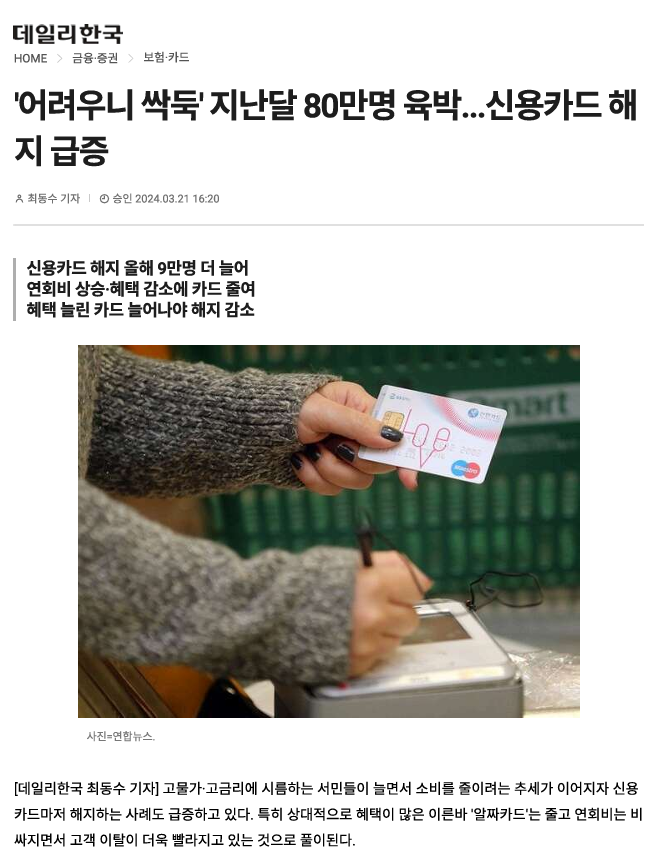 데일리한국
HOME > 금융·증권 > 보험·카드
'어려우니 싹둑' 지난달 80만명 육박...신용카드 해
지 급증
최동수 기자 | 승인 2024.03.21 16:20
신용카드 해지 올해 9만명 더 늘어
연회비 상승·혜택 감소에 카드 줄여
혜택 늘린 카드 늘어나야 해지 감소
mart
신한카드
Love
사진=연합뉴스.
[데일리한국 최동수 기자] 고물가·고금리에 시름하는 서민들이 늘면서 소비를 줄이려는 추세가 이어지자 신용
카드마저 해지하는 사례도 급증하고 있다. 특히 상대적으로 혜택이 많은 이른바 '알짜카드'는 줄고 연회비는 비
싸지면서 고객 이탈이 더욱 빨라지고 있는 것으로 풀이된다.